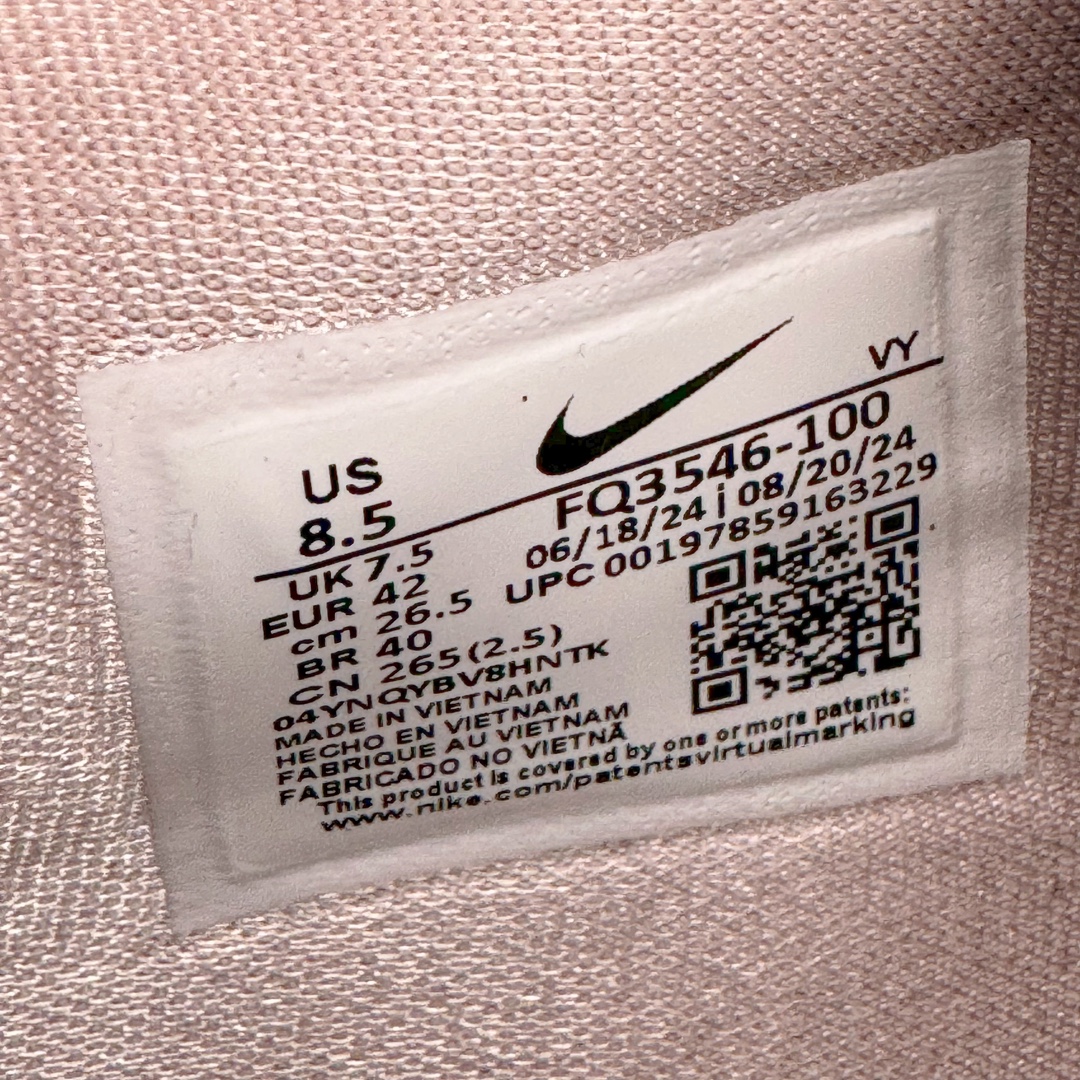 VY
US
8.5
FQ3546-100
06/18/24 i 08/20/24
UPC 00197859163229
UK 7.5
EUR 42
cm 26.5
BR 40
CN 265(2.5)
04YNQYBV8HNTK
MADE IN VIETNAM
HECHO EN VIETNAM
FABRIQUE AU VIETNAM
FABRICADO NO VIETNÃ
This product is covered by one or more patents:
www.nike.com/patentsvirtualmarking